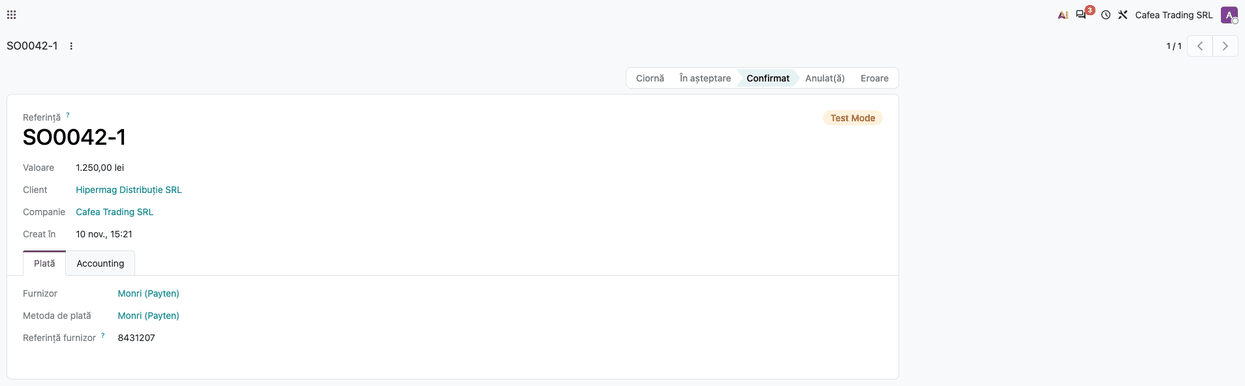 3
Cafea Trading SRL
A
SO0042-1
1 / 1
Ciornă În așteptare Confirmat Anulat(ă) Eroare
Referință ?
Test Mode
SO0042-1
Valoare 1.250,00 lei
Client Hipermag Distribuție SRL
Companie Cafea Trading SRL
Creat în 10 nov., 15:21
Plată Accounting
Furnizor Monri (Payten)
Metoda de plată Monri (Payten)
Referință furnizor ? 8431207